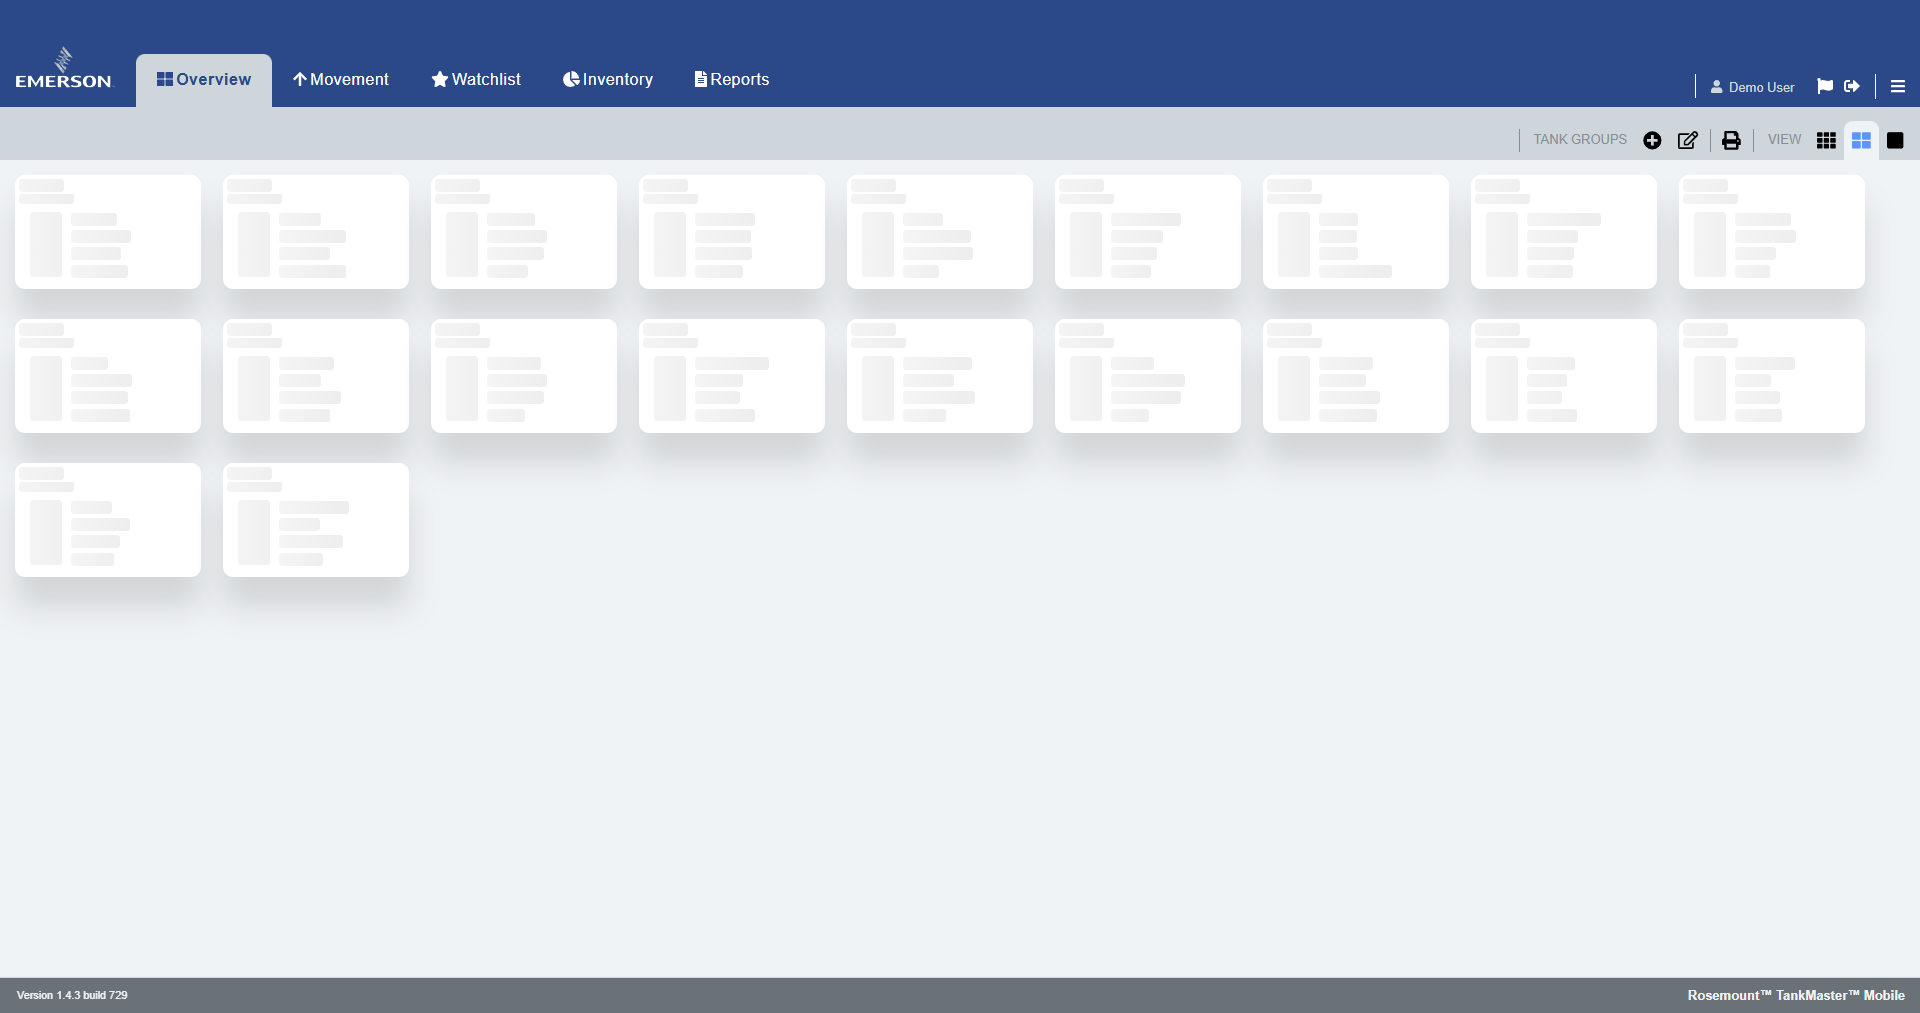 EMERSON
Overview
Movement
Watchlist
Inventory
Reports
Demo User
TANK GROUPS
VIEW
Version 1.4.3 build 729
Rosemount™ TankMaster™ Mobile